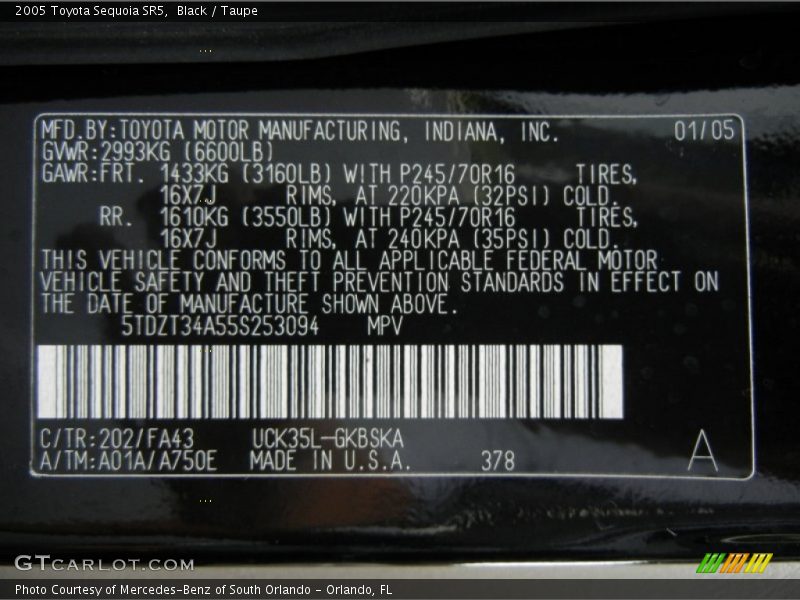 2005 Toyota Sequoia SR5, Black / Taupe
MFD.BY:TOYOTA MOTOR MANUFACTURING, INDIANA, INC. 01/05
GVWR:2993KG (6600LB)
GAWR:FRT. 1433KG (3160LB) WITH P245/70R16 TIRES,
16X7J RIMS, AT 220KPA (32PSI) COLD.
RR. 1610KG (3550LB) WITH P245/70R16 TIRES,
16X7J RIMS, AT 240KPA (35PSI) COLD.
THIS VEHICLE CONFORMS TO ALL APPLICABLE FEDERAL MOTOR
VEHICLE SAFETY AND THEFT PREVENTION STANDARDS IN EFFECT ON
THE DATE OF MANUFACTURE SHOWN ABOVE.
5TDZT34A55S253094 MPV
C/TR:202/FA43 UCK35L-GKBSKA
A/TM:A01A/A750E MADE IN U.S.A. 378 A
GTCARLOT.COM
Photo Courtesy of Mercedes-Benz of South Orlando - Orlando, FL